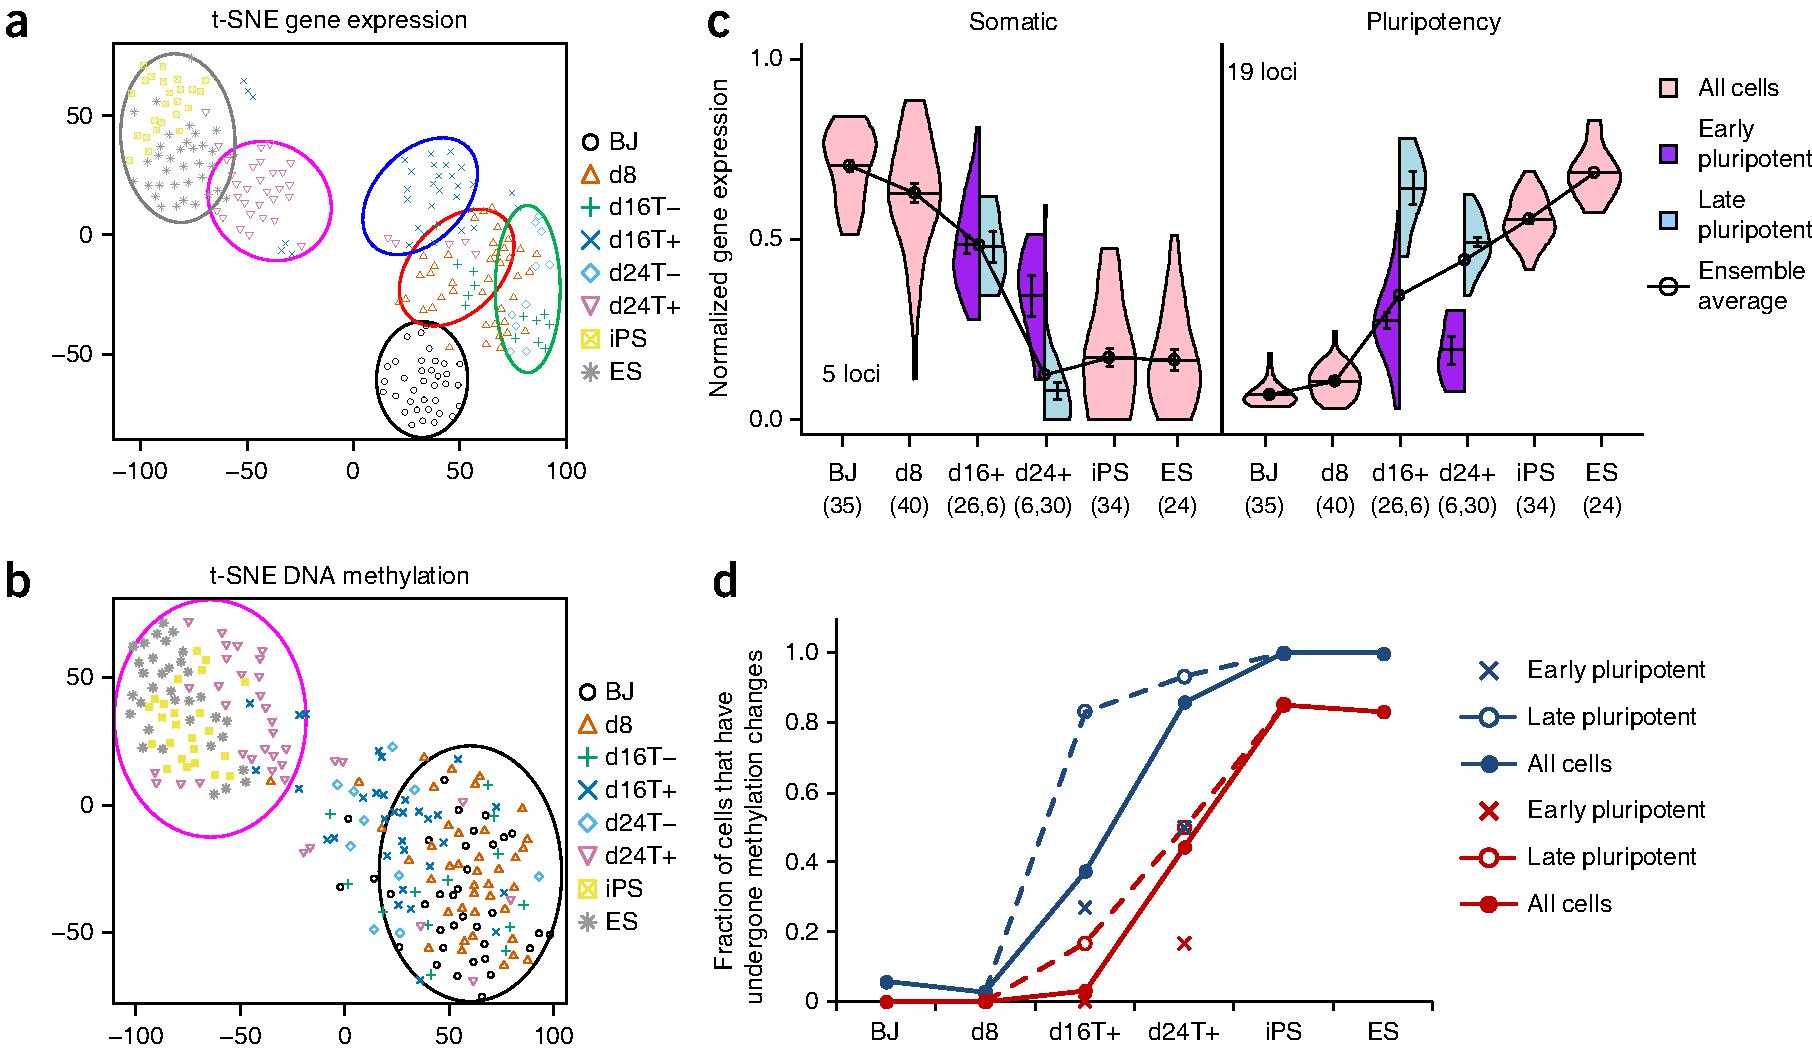 a
t-SNE gene expression
50
0
−50
−100
−50
0
50
100
BJ
d8
d16T−
d16T+
d24T−
d24T+
iPS
ES
b
t-SNE DNA methylation
50
0
−50
−100
−50
0
50
100
BJ
d8
d16T−
d16T+
d24T−
d24T+
iPS
ES
c
Somatic
Pluripotency
Normalized gene expression
1.0
0.5
0.0
5 loci
19 loci
BJ
d8
d16+
d24+
iPS
ES
BJ
d8
d16+
d24+
iPS
ES
(35)
(40)
(26,6)
(6,30)
(34)
(24)
(35)
(40)
(26,6)
(6,30)
(34)
(24)
All cells
Early
pluripotent
Late
pluripotent
Ensemble
average
d
Fraction of cells that have
undergone methylation changes
1.0
0.8
0.6
0.4
0.2
0
BJ
d8
d16T+
d24T+
iPS
ES
Early pluripotent
Late pluripotent
All cells
Early pluripotent
Late pluripotent
All cells